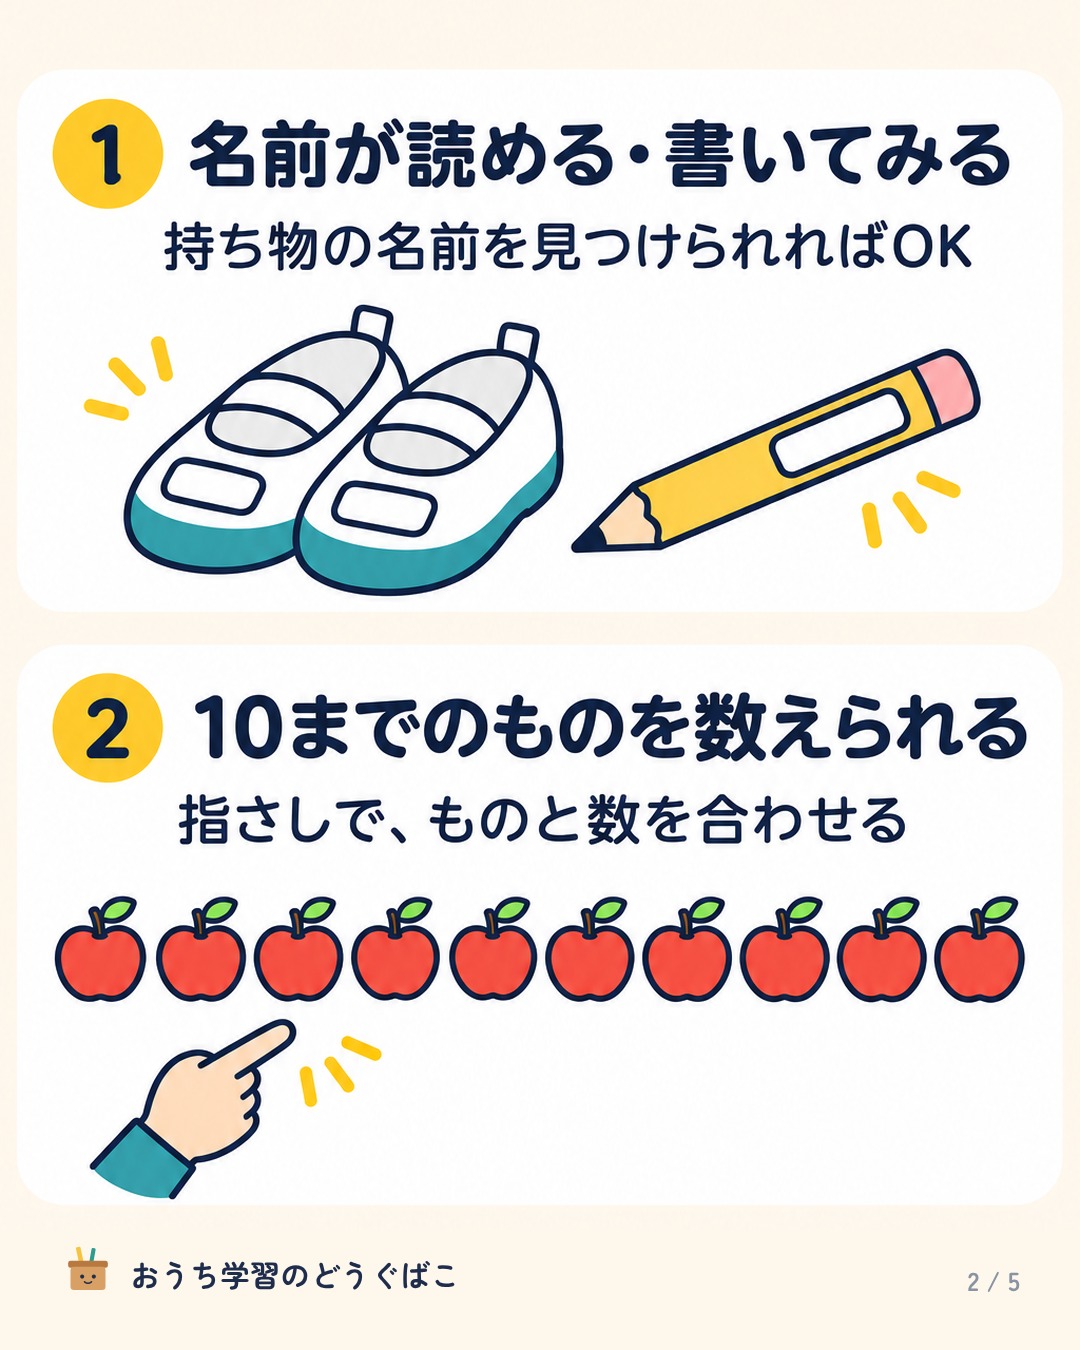 1 名前が読める・書いてみる
持ち物の名前を見つけられればOK
2 10までのものを数えられる
指さしで、ものと数を合わせる
おうち学習のどうぐばこ
2 / 5